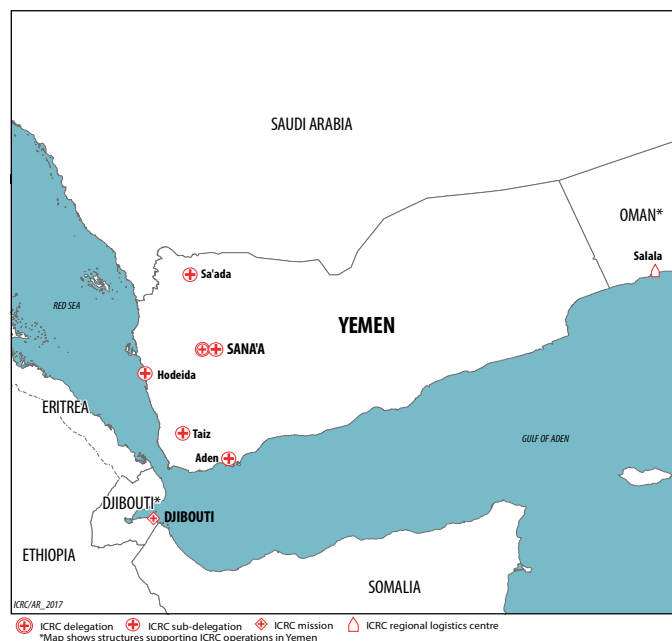 SAUDI ARABIA
OMAN*
Salala
Sa'ada
RED SEA
YEMEN
SANA'A
Hodeida
ERITREA
Taiz
GULF OF ADEN
Aden
DJIBOUTI*
DJIBOUTI
ETHIOPIA
SOMALIA
ICRC/AR_2017
ICRC delegation ICRC sub-delegation ICRC mission ICRC regional logistics centre
*Map shows structures supporting ICRC operations in Yemen